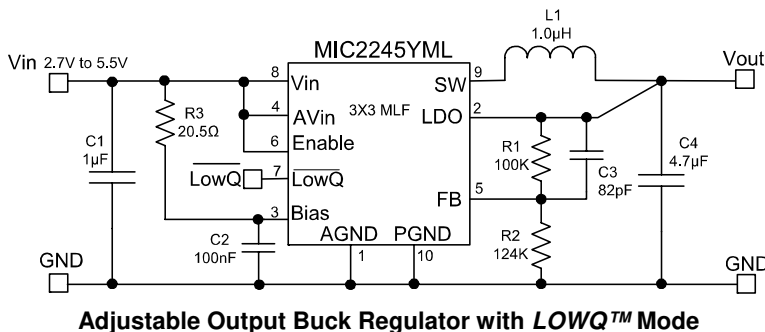 L1
1.0µH
MIC2245YML
Vin 2.7V to 5.5V
Vout
8
Vin
SW
9
R3
20.5Ω
4
AVin
3X3 MLF
LDO
2
C1
1µF
6
Enable
R1
100K
C3
82pF
C4
4.7µF
LowQ
7
LowQ
FB
5
3
Bias
C2
100nF
AGND
PGND
R2
124K
GND
1
10
GND
Adjustable Output Buck Regulator with LOWQ™ Mode